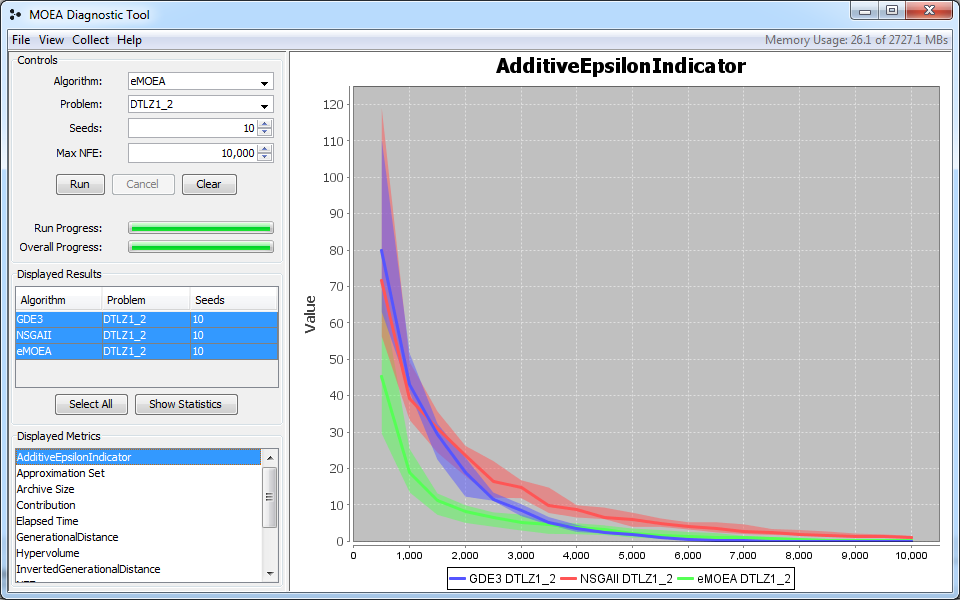 MOEA Diagnostic Tool
File View Collect Help
Memory Usage: 26.1 of 2727.1 MBs
Controls
Algorithm: eMOEA
Problem: DTLZ1_2
Seeds: 10
Max NFE: 10,000
Run Cancel Clear
Run Progress:
Overall Progress:
Displayed Results
Algorithm Problem Seeds
GDE3 DTLZ1_2 10
NSGAII DTLZ1_2 10
eMOEA DTLZ1_2 10
Select All Show Statistics
Displayed Metrics
AdditiveEpsilonIndicator
Approximation Set
Archive Size
Contribution
Elapsed Time
GenerationalDistance
Hypervolume
InvertedGenerationalDistance
AdditiveEpsilonIndicator
Value
120
110
100
90
80
70
60
50
40
30
20
10
0
0 1,000 2,000 3,000 4,000 5,000 6,000 7,000 8,000 9,000 10,000
GDE3 DTLZ1_2 NSGAII DTLZ1_2 eMOEA DTLZ1_2